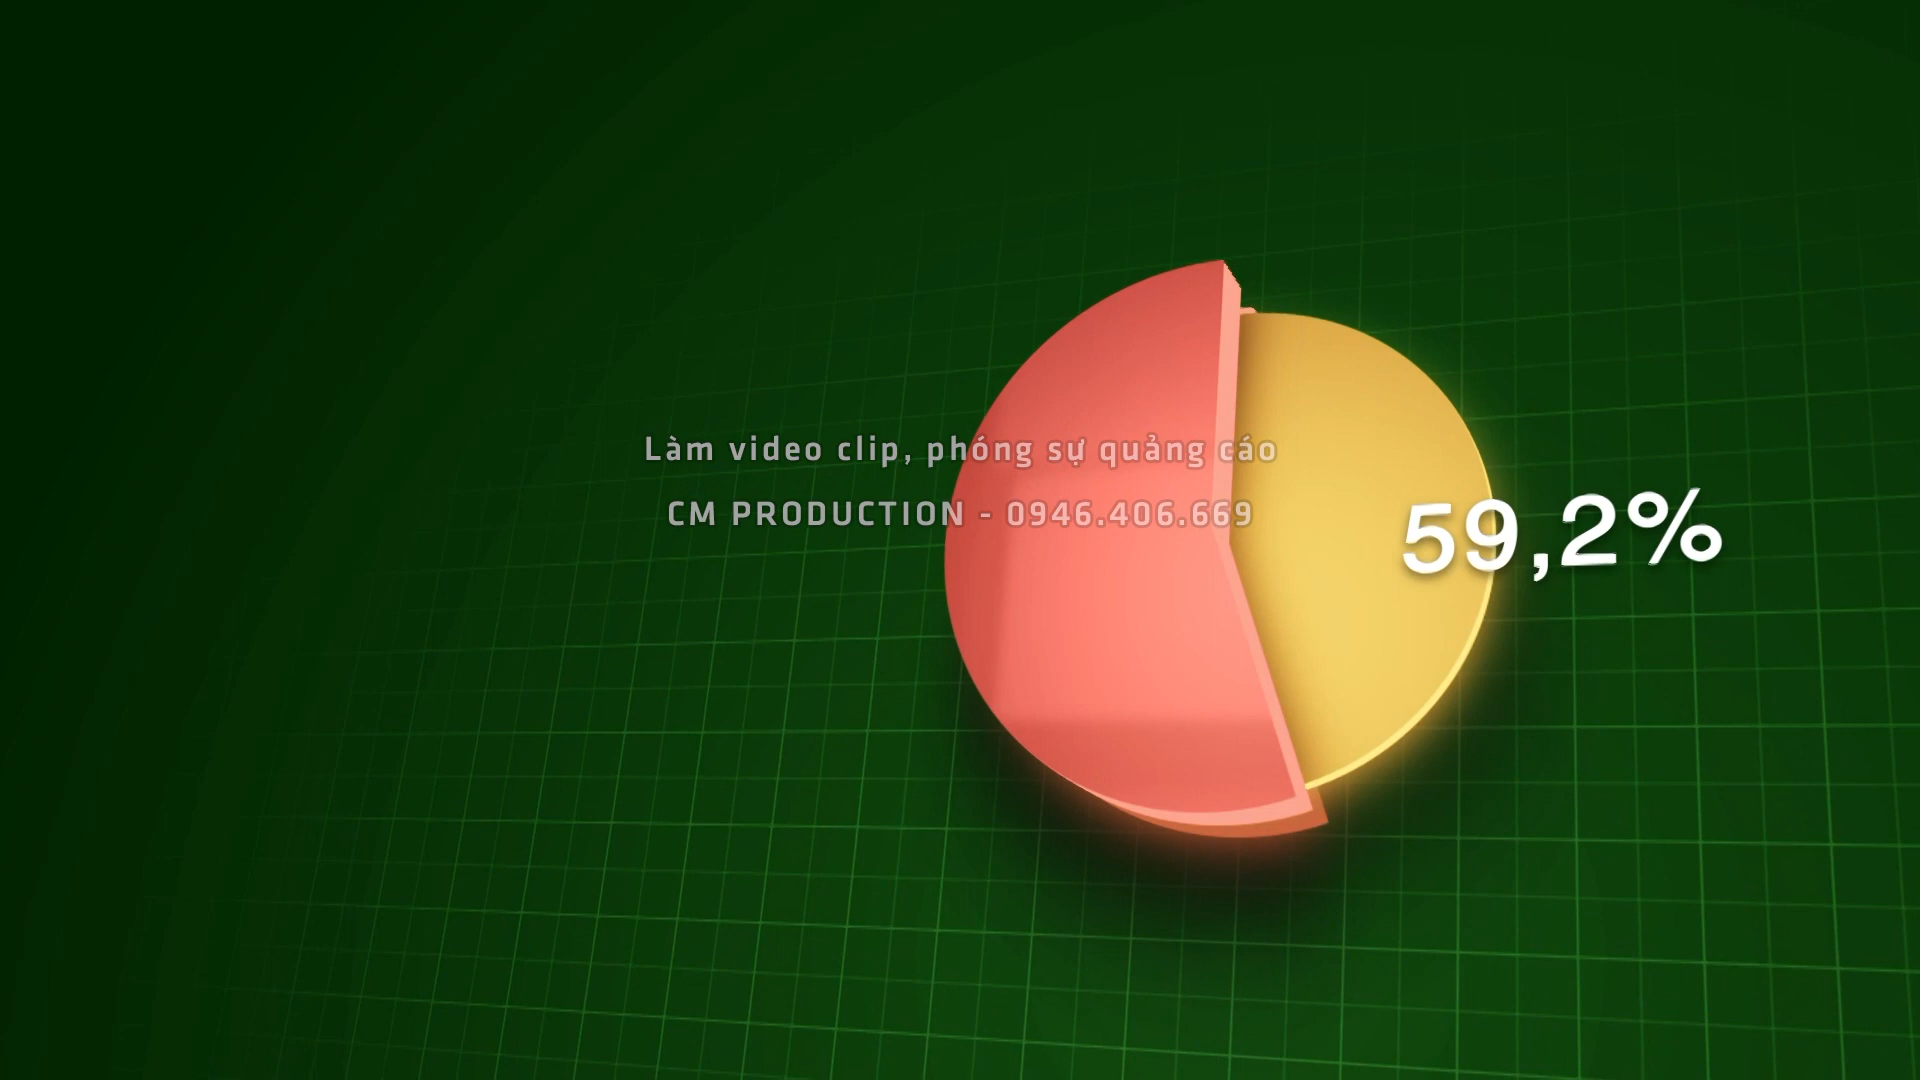 Làm video clip, phóng sự quảng cáo
CM PRODUCTION - 0946.406.669
59,2%